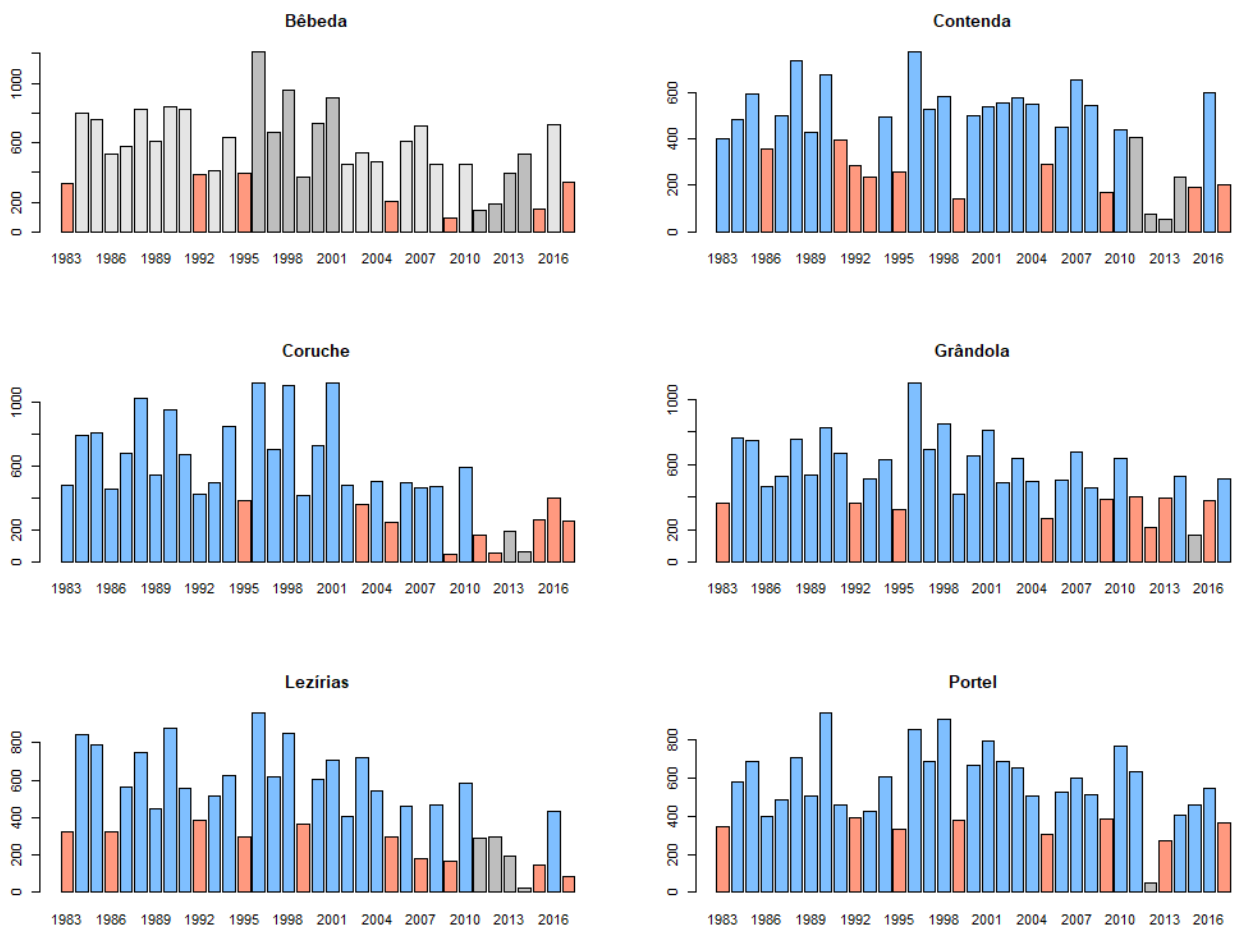 Bêbeda
0 200 600 1000
1983 1986 1989 1992 1995 1998 2001 2004 2007 2010 2013 2016
Contenda
0 200 400 600
1983 1986 1989 1992 1995 1998 2001 2004 2007 2010 2013 2016
Coruche
0 200 600 1000
1983 1986 1989 1992 1995 1998 2001 2004 2007 2010 2013 2016
Grândola
0 200 600 1000
1983 1986 1989 1992 1995 1998 2001 2004 2007 2010 2013 2016
Lezírias
0 200 400 600 800
1983 1986 1989 1992 1995 1998 2001 2004 2007 2010 2013 2016
Portel
0 200 400 600 800
1983 1986 1989 1992 1995 1998 2001 2004 2007 2010 2013 2016